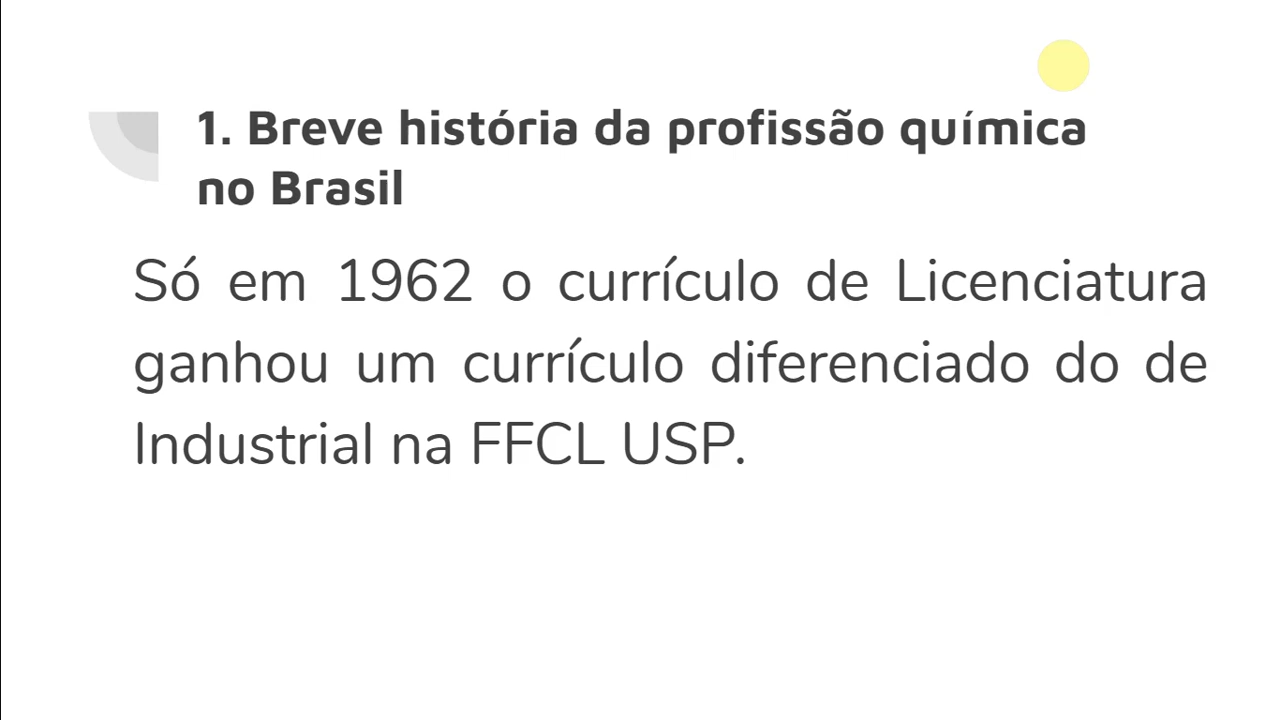 1. Breve história da profissão química
no Brasil
Só em 1962 o currículo de Licenciatura
ganhou um currículo diferenciado do de
Industrial na FFCL USP.